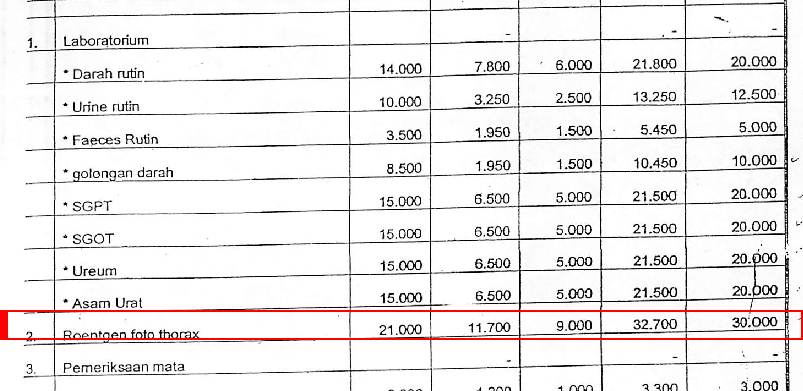 1. Laboratorium - - -
* Darah rutin 14.000 7.800 6.000 21.800 20.000
* Urine rutin 10.000 3.250 2.500 13.250 12.500
* Faeces Rutin 3.500 1.950 1.500 5.450 5.000
* golongan darah 8.500 1.950 1.500 10.450 10.000
* SGPT 15.000 6.500 5.000 21.500 20.000
* SGOT 15.000 6.500 5.000 21.500 20.000
* Ureum 15.000 6.500 5.000 21.500 20.000
* Asam Urat 15.000 6.500 5.000 21.500 20.000
2. Roentgen foto thorax 21.000 11.700 9.000 32.700 30.000
3. Pemeriksaan mata - - -
3.300 3.000